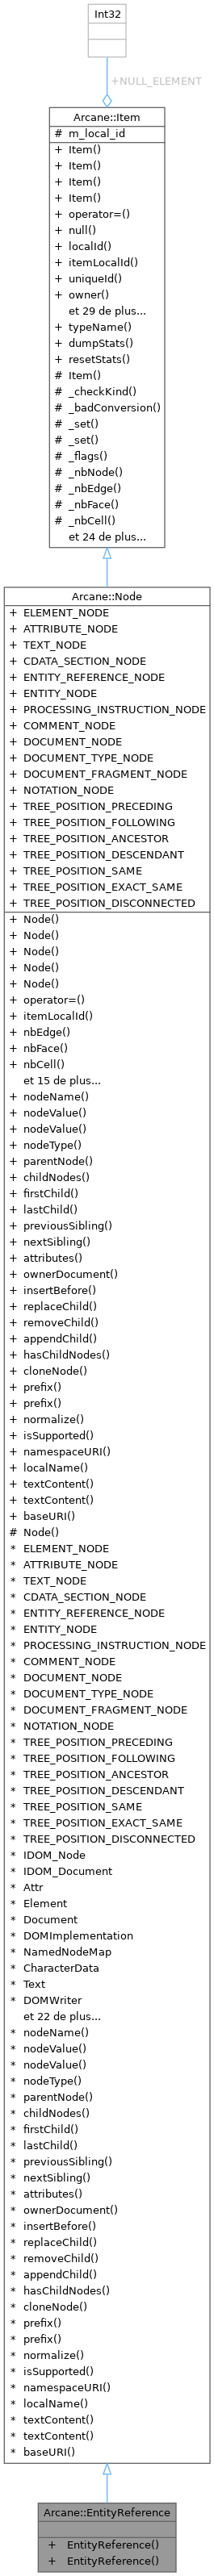 Int32
+NULL_ELEMENT
Arcane::Item
# m_local_id
+ Item()
+ Item()
+ Item()
+ Item()
+ operator=()
+ null()
+ localId()
+ itemLocalId()
+ uniqueId()
+ owner()
et 29 de plus...
+ typeName()
+ dumpStats()
+ resetStats()
# Item()
# _checkKind()
# _badConversion()
# _set()
# _set()
# _flags()
# _nbNode()
# _nbEdge()
# _nbFace()
# _nbCell()
et 24 de plus...
Arcane::Node
+ ELEMENT_NODE
+ ATTRIBUTE_NODE
+ TEXT_NODE
+ CDATA_SECTION_NODE
+ ENTITY_REFERENCE_NODE
+ ENTITY_NODE
+ PROCESSING_INSTRUCTION_NODE
+ COMMENT_NODE
+ DOCUMENT_NODE
+ DOCUMENT_TYPE_NODE
+ DOCUMENT_FRAGMENT_NODE
+ NOTATION_NODE
+ TREE_POSITION_PRECEDING
+ TREE_POSITION_FOLLOWING
+ TREE_POSITION_ANCESTOR
+ TREE_POSITION_DESCENDANT
+ TREE_POSITION_SAME
+ TREE_POSITION_EXACT_SAME
+ TREE_POSITION_DISCONNECTED
+ Node()
+ Node()
+ Node()
+ Node()
+ Node()
+ operator=()
+ itemLocalId()
+ nbEdge()
+ nbFace()
+ nbCell()
et 15 de plus...
+ nodeName()
+ nodeValue()
+ nodeValue()
+ nodeType()
+ parentNode()
+ childNodes()
+ firstChild()
+ lastChild()
+ previousSibling()
+ nextSibling()
+ attributes()
+ ownerDocument()
+ insertBefore()
+ replaceChild()
+ removeChild()
+ appendChild()
+ hasChildNodes()
+ cloneNode()
+ prefix()
+ prefix()
+ normalize()
+ isSupported()
+ namespaceURI()
+ localName()
+ textContent()
+ textContent()
+ baseURI()
# Node()
* ELEMENT_NODE
* ATTRIBUTE_NODE
* TEXT_NODE
* CDATA_SECTION_NODE
* ENTITY_REFERENCE_NODE
* ENTITY_NODE
* PROCESSING_INSTRUCTION_NODE
* COMMENT_NODE
* DOCUMENT_NODE
* DOCUMENT_TYPE_NODE
* DOCUMENT_FRAGMENT_NODE
* NOTATION_NODE
* TREE_POSITION_PRECEDING
* TREE_POSITION_FOLLOWING
* TREE_POSITION_ANCESTOR
* TREE_POSITION_DESCENDANT
* TREE_POSITION_SAME
* TREE_POSITION_EXACT_SAME
* TREE_POSITION_DISCONNECTED
* IDOM_Node
* IDOM_Document
* Attr
* Element
* Document
* DOMImplementation
* NamedNodeMap
* CharacterData
* Text
* DOMWriter
et 22 de plus...
* nodeName()
* nodeValue()
* nodeValue()
* nodeType()
* parentNode()
* childNodes()
* firstChild()
* lastChild()
* previousSibling()
* nextSibling()
* attributes()
* ownerDocument()
* insertBefore()
* replaceChild()
* removeChild()
* appendChild()
* hasChildNodes()
* cloneNode()
* prefix()
* prefix()
* normalize()
* isSupported()
* namespaceURI()
* localName()
* textContent()
* textContent()
* baseURI()
Arcane::EntityReference
+ EntityReference()
+ EntityReference()